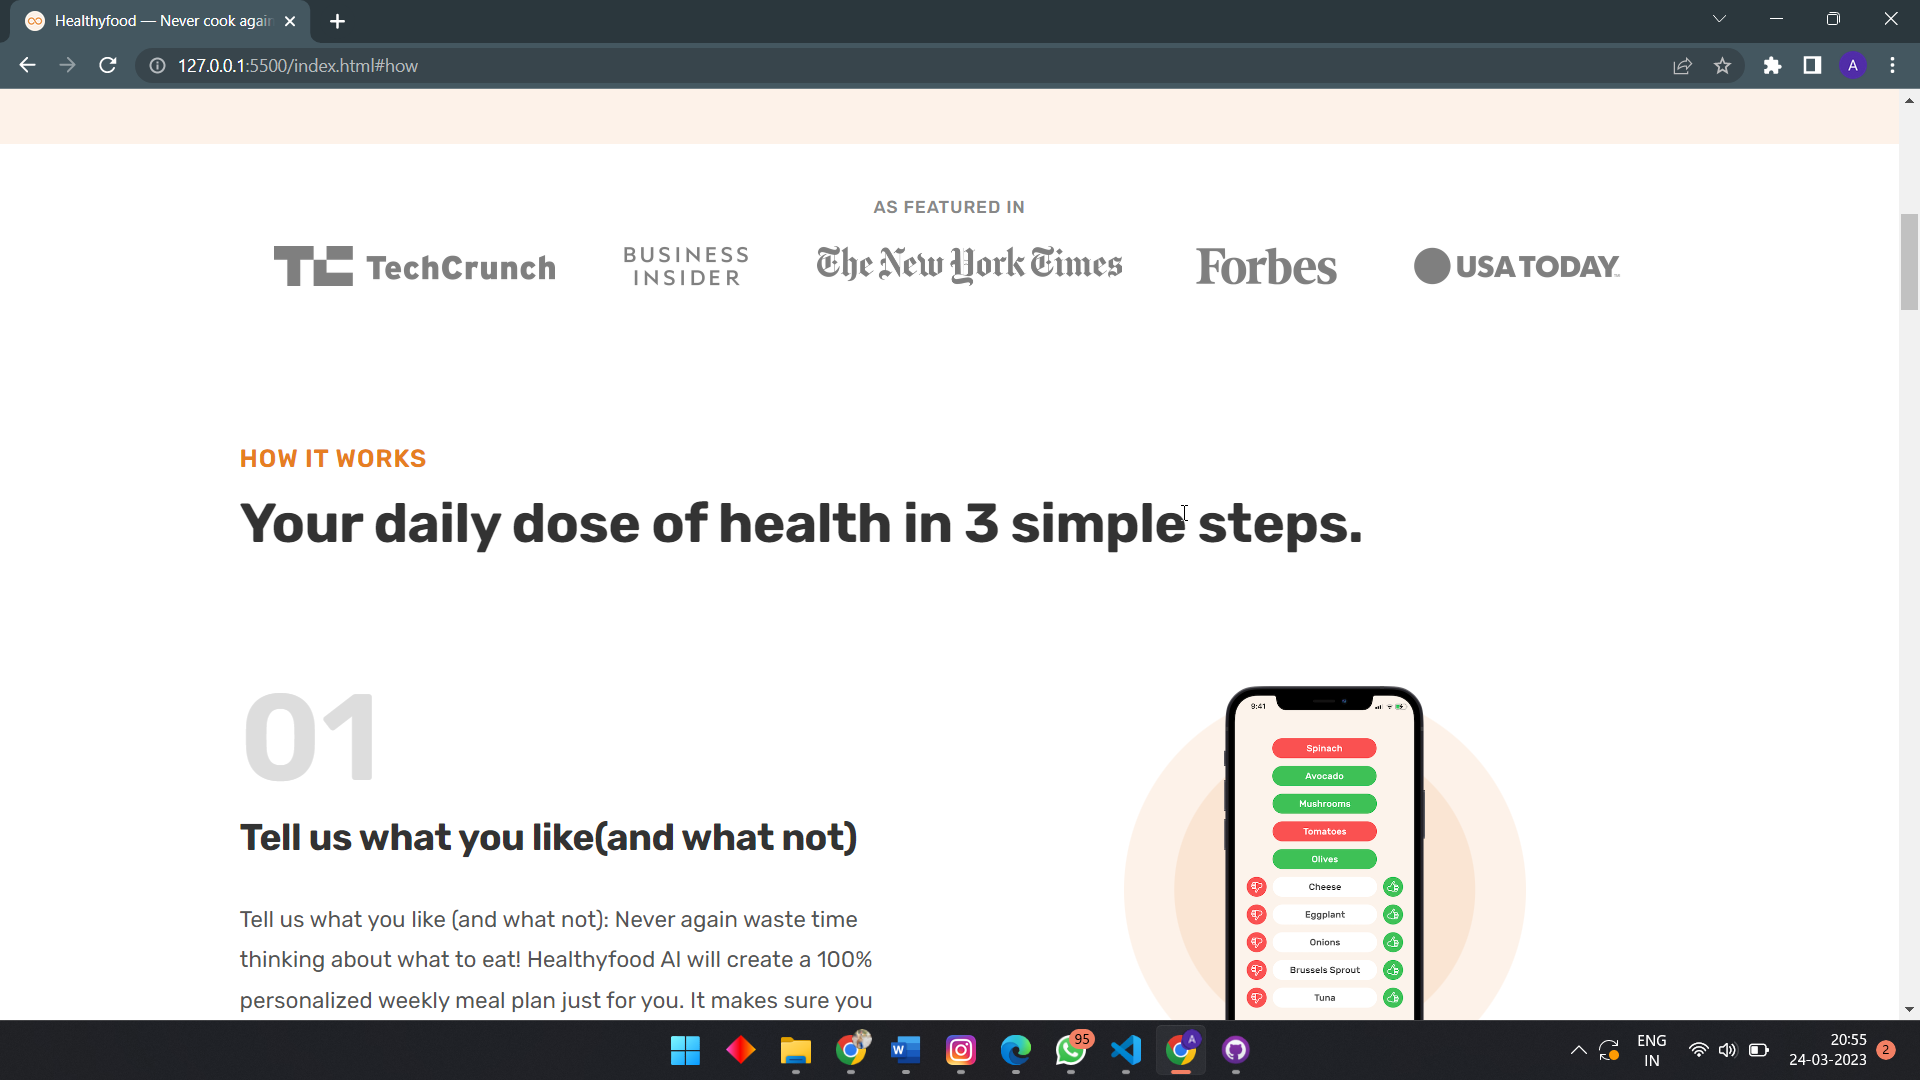 Healthyfood — Never cook again
127.0.0.1:5500/index.html#how
A
AS FEATURED IN
TC TechCrunch
BUSINESS
INSIDER
The New York Times
Forbes
USA TODAY
HOW IT WORKS
Your daily dose of health in 3 simple steps.
01
Tell us what you like(and what not)
Tell us what you like (and what not): Never again waste time
thinking about what to eat! Healthyfood AI will create a 100%
personalized weekly meal plan just for you. It makes sure you
9:41
Spinach
Avocado
Mushrooms
Tomatoes
Olives
Cheese
Eggplant
Onions
Brussels Sprout
Tuna
W
95
A
ENG
IN
20:55
24-03-2023
2